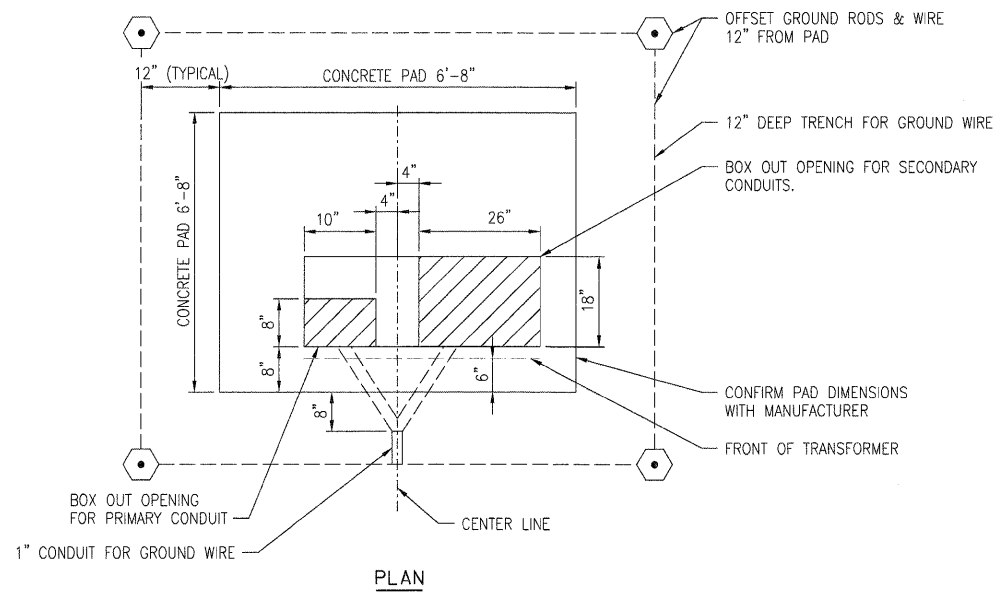 OFFSET GROUND RODS & WIRE
12" FROM PAD
12" (TYPICAL)
CONCRETE PAD 6'-8"
12" DEEP TRENCH FOR GROUND WIRE
BOX OUT OPENING FOR SECONDARY
CONDUITS.
4"
4"
10"
26"
CONCRETE PAD 6'-8"
18"
8"
8"
6"
8"
CONFIRM PAD DIMENSIONS
WITH MANUFACTURER
FRONT OF TRANSFORMER
BOX OUT OPENING
FOR PRIMARY CONDUIT
CENTER LINE
1" CONDUIT FOR GROUND WIRE
PLAN